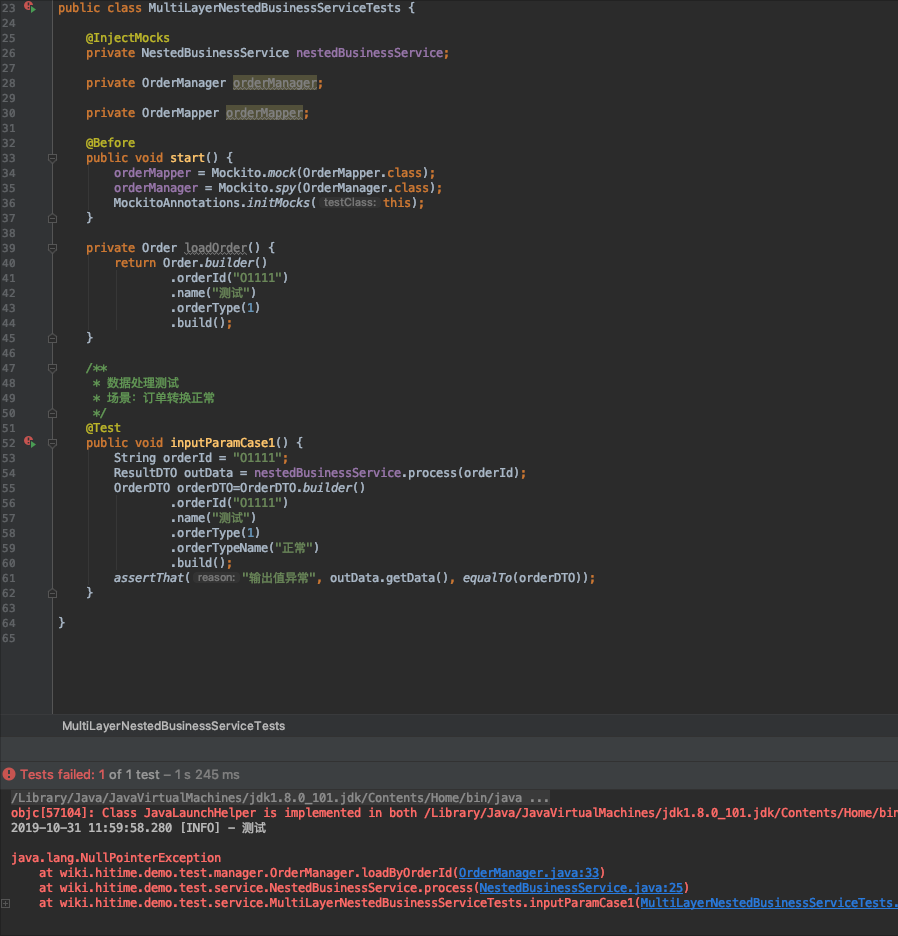 23 public class MultiLayerNestedBusinessServiceTests {
24
25 @InjectMocks
26 private NestedBusinessService nestedBusinessService;
27
28 private OrderManager orderManager;
29
30 private OrderMapper orderMapper;
31
32 @Before
33 public void start() {
34 orderMapper = Mockito.mock(OrderMapper.class);
35 orderManager = Mockito.spy(OrderManager.class);
36 MockitoAnnotations.initMocks( testClass: this);
37 }
38
39 private Order loadOrder() {
40 return Order.builder()
41 .orderId("O1111")
42 .name("测试")
43 .orderType(1)
44 .build();
45 }
46
47 /**
48 * 数据处理测试
49 * 场景：订单转换正常
50 */
51 @Test
52 public void inputParamCase1() {
53 String orderId = "O1111";
54 ResultDTO outData = nestedBusinessService.process(orderId);
55 OrderDTO orderDTO=OrderDTO.builder()
56 .orderId("O1111")
57 .name("测试")
58 .orderType(1)
59 .orderTypeName("正常")
60 .build();
61 assertThat( reason: "输出值异常", outData.getData(), equalTo(orderDTO));
62 }
63
64 }
65
MultiLayerNestedBusinessServiceTests
Tests failed: 1 of 1 test – 1 s 245 ms
/Library/Java/JavaVirtualMachines/jdk1.8.0_101.jdk/Contents/Home/bin/java ...
objc[57104]: Class JavaLaunchHelper is implemented in both /Library/Java/JavaVirtualMachines/jdk1.8.0_101.jdk/Contents/Home/bin
2019-10-31 11:59:58.280 [INFO] - 测试
java.lang.NullPointerException
at wiki.hitime.demo.test.manager.OrderManager.loadByOrderId(OrderManager.java:33)
at wiki.hitime.demo.test.service.NestedBusinessService.process(NestedBusinessService.java:25)
at wiki.hitime.demo.test.service.MultiLayerNestedBusinessServiceTests.inputParamCase1(MultiLayerNestedBusinessServiceTests.